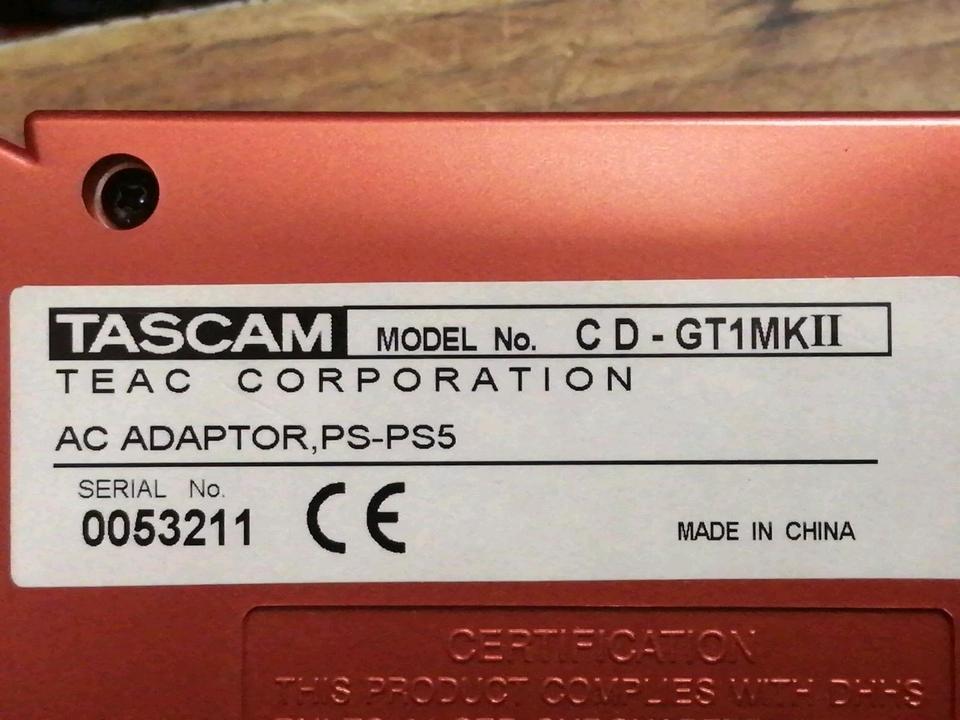 TASCAM MODEL No. CD-GT1MKII
TEAC CORPORATION
AC ADAPTOR,PS-PS5
SERIAL No.
0053211 CE MADE IN CHINA
CERTIFICATION
THIS PRODUCT COMPLIES WITH DHHS